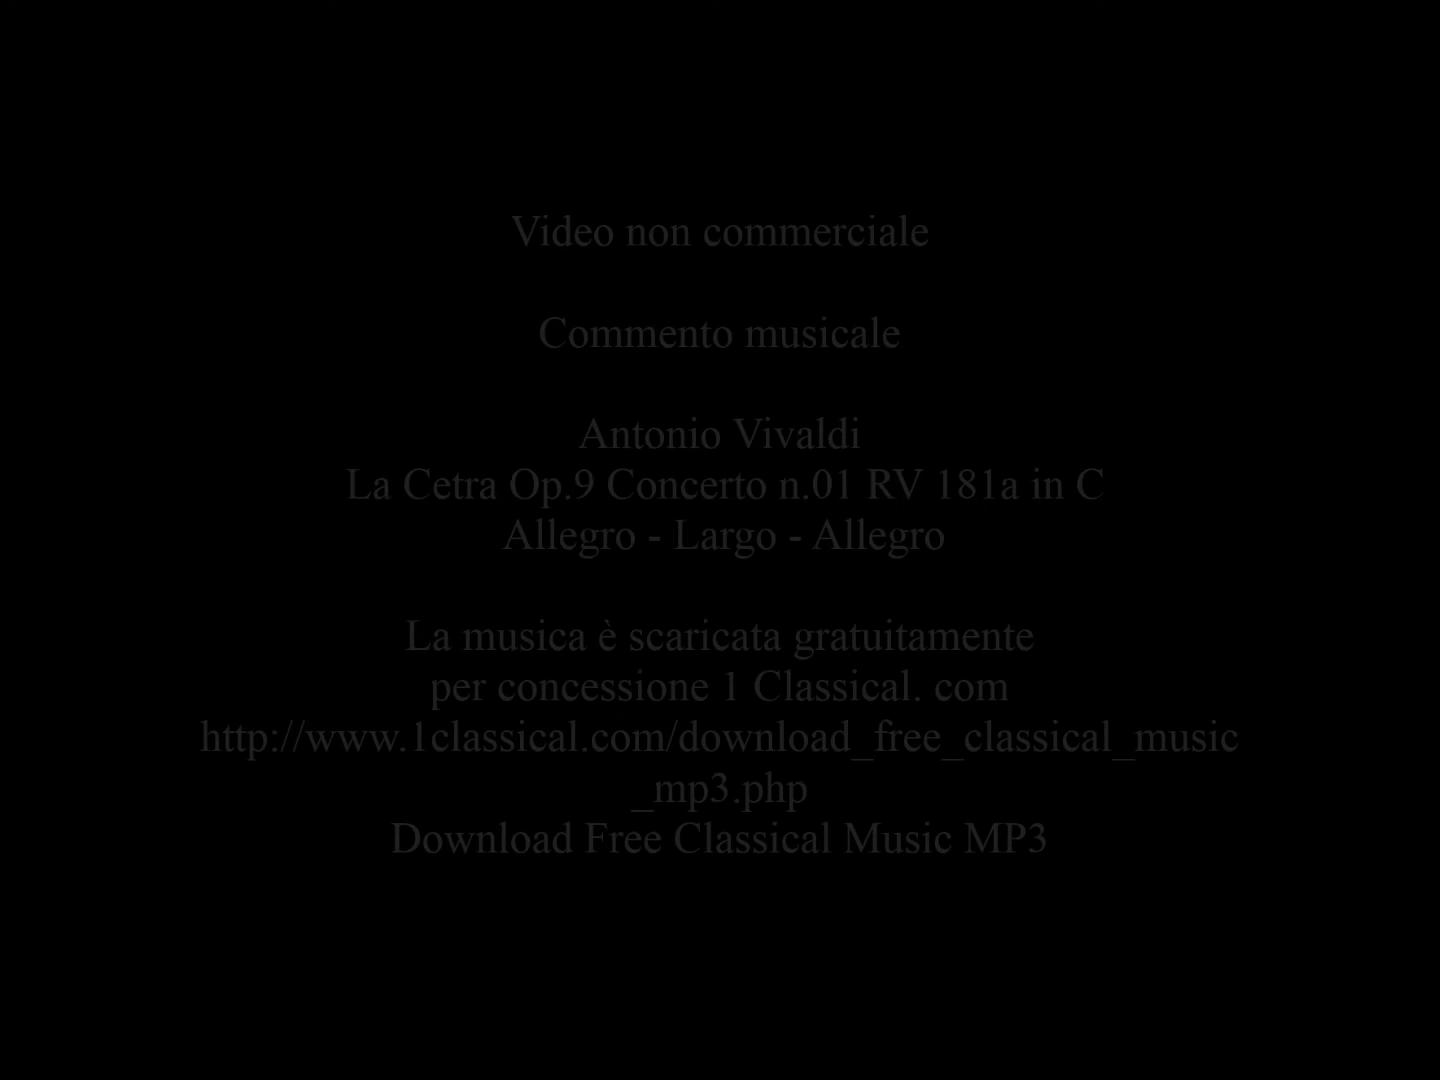 Video non commerciale
Commento musicale
Antonio Vivaldi
La Cetra Op.9 Concerto n.01 RV 181a in C
Allegro - Largo - Allegro
La musica è scaricata gratuitamente
per concessione 1 Classical. com
http://www.1classical.com/download_free_classical_music
_mp3.php
Download Free Classical Music MP3